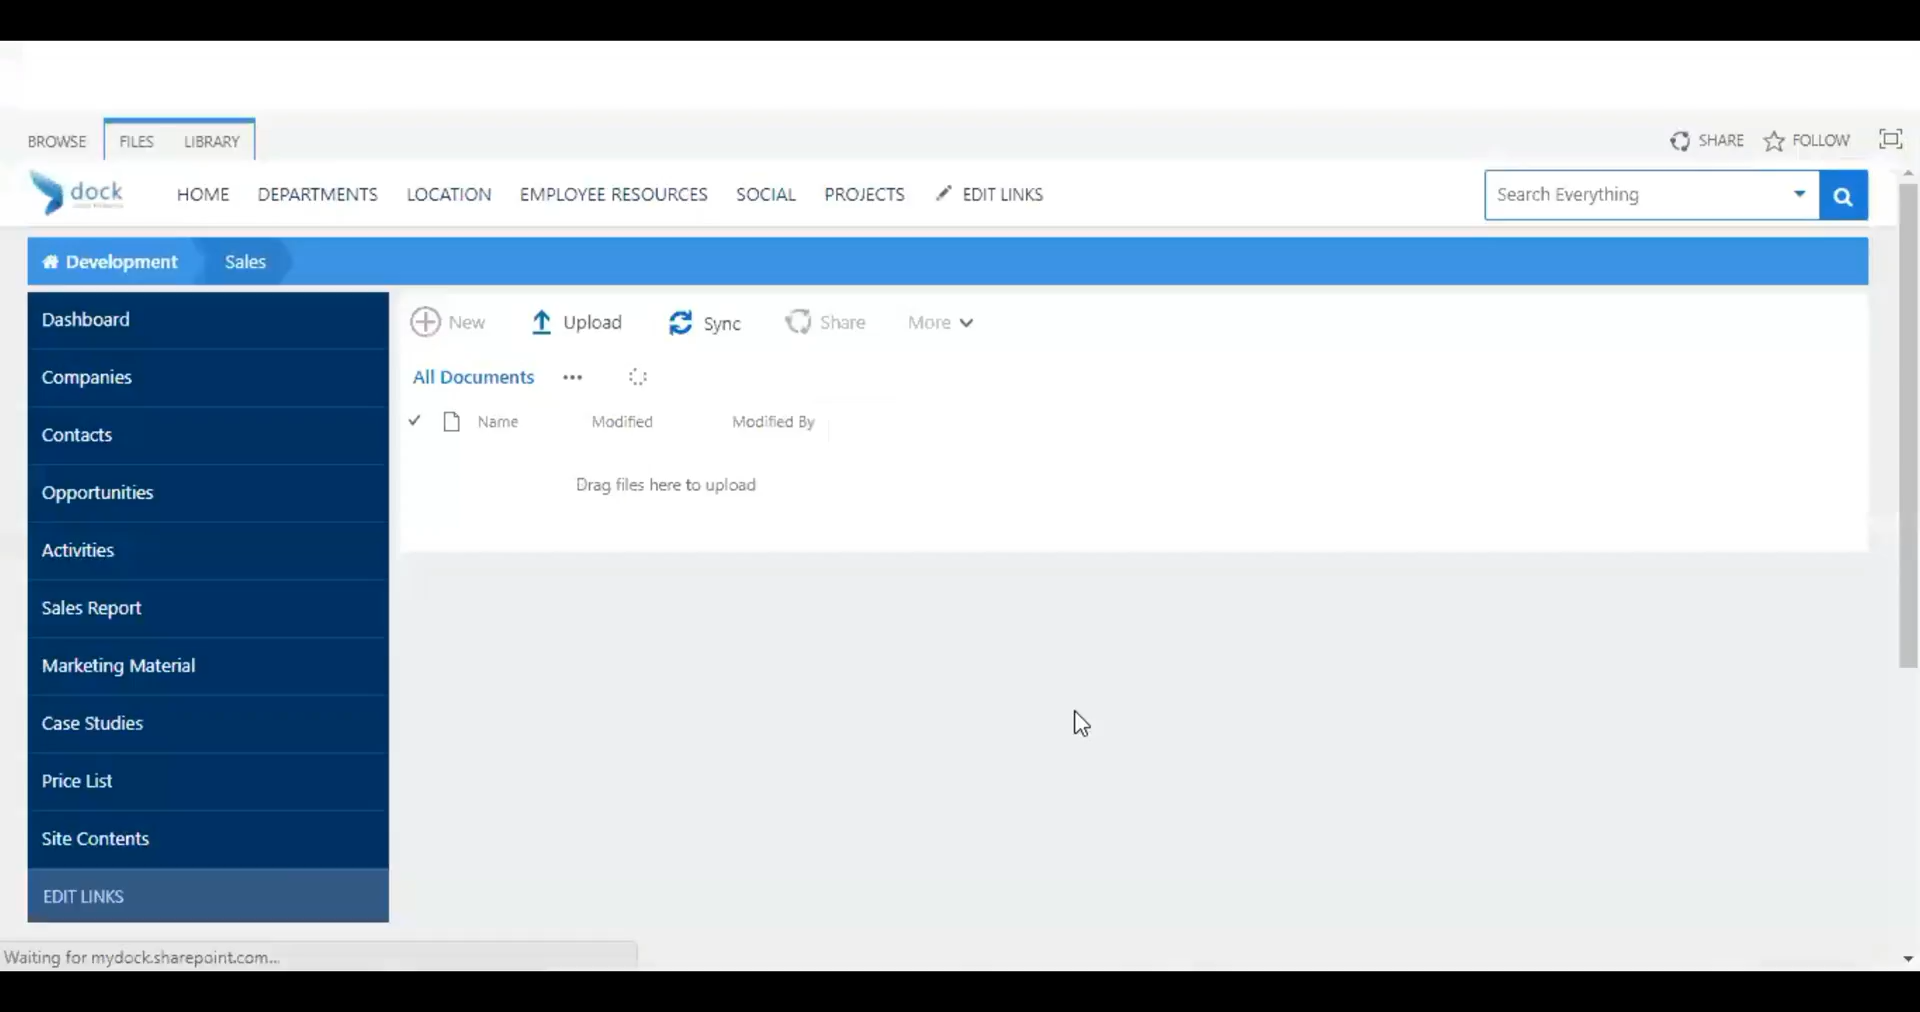 BROWSE FILES LIBRARY SHARE FOLLOW
dock HOME DEPARTMENTS LOCATION EMPLOYEE RESOURCES SOCIAL PROJECTS EDIT LINKS Search Everything
Development Sales
Dashboard
Companies
Contacts
Opportunities
Activities
Sales Report
Marketing Material
Case Studies
Price List
Site Contents
EDIT LINKS
New Upload Sync Share More
All Documents ...
Name Modified Modified By
Drag files here to upload
Waiting for mydock.sharepoint.com...